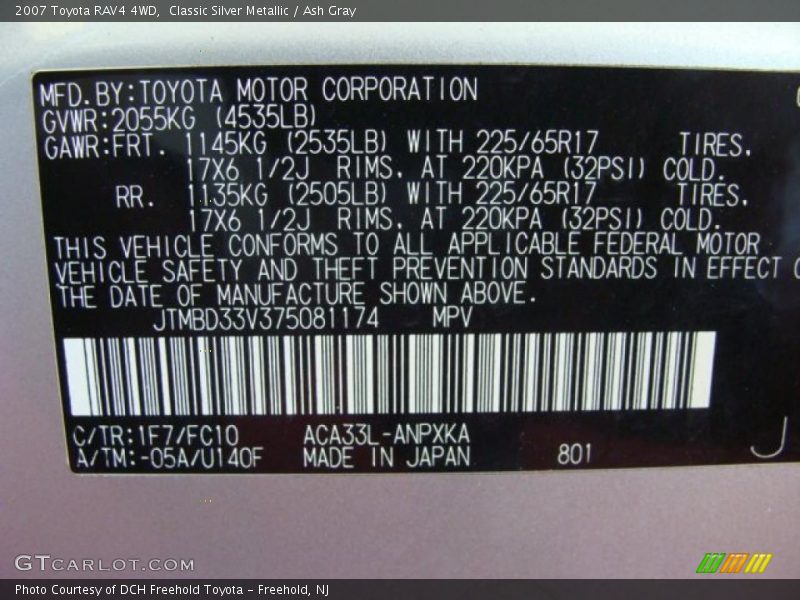 2007 Toyota RAV4 4WD,  Classic Silver Metallic / Ash Gray
MFD.BY:TOYOTA MOTOR CORPORATION
GVWR:2055KG (4535LB)
GAWR:FRT. 1145KG (2535LB) WITH 225/65R17 TIRES,
17X6 1/2J RIMS, AT 220KPA (32PSI) COLD.
RR. 1135KG (2505LB) WITH 225/65R17 TIRES,
17X6 1/2J RIMS, AT 220KPA (32PSI) COLD.
THIS VEHICLE CONFORMS TO ALL APPLICABLE FEDERAL MOTOR
VEHICLE SAFETY AND THEFT PREVENTION STANDARDS IN EFFECT
THE DATE OF MANUFACTURE SHOWN ABOVE.
JTMBD33V375081174 MPV
C/TR:1F7/FC10 ACA33L-ANPXKA
A/TM:-05A/U140F MADE IN JAPAN 801
J
GTCARLOT.COM
Photo Courtesy of DCH Freehold Toyota - Freehold, NJ